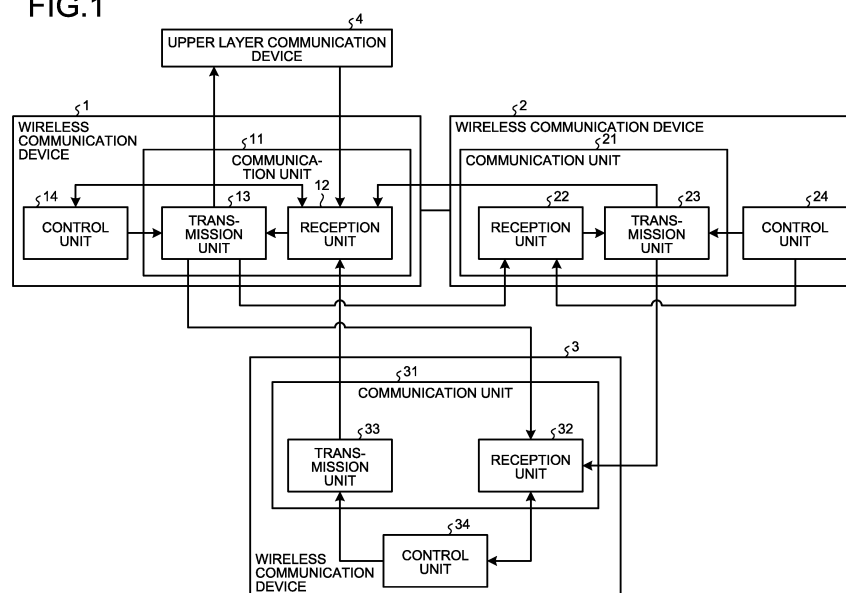 FIG.1
4
UPPER LAYER COMMUNICATION
DEVICE
1
WIRELESS
COMMUNICATION
DEVICE
11
COMMUNICA-
TION UNIT
14
CONTROL
UNIT
13
TRANS-
MISSION
UNIT
12
RECEPTION
UNIT
2
WIRELESS COMMUNICATION DEVICE
21
COMMUNICATION UNIT
22
RECEPTION
UNIT
23
TRANS-
MISSION
UNIT
24
CONTROL
UNIT
3
31
COMMUNICATION UNIT
33
TRANS-
MISSION
UNIT
32
RECEPTION
UNIT
34
CONTROL
UNIT
WIRELESS
COMMUNICATION
DEVICE